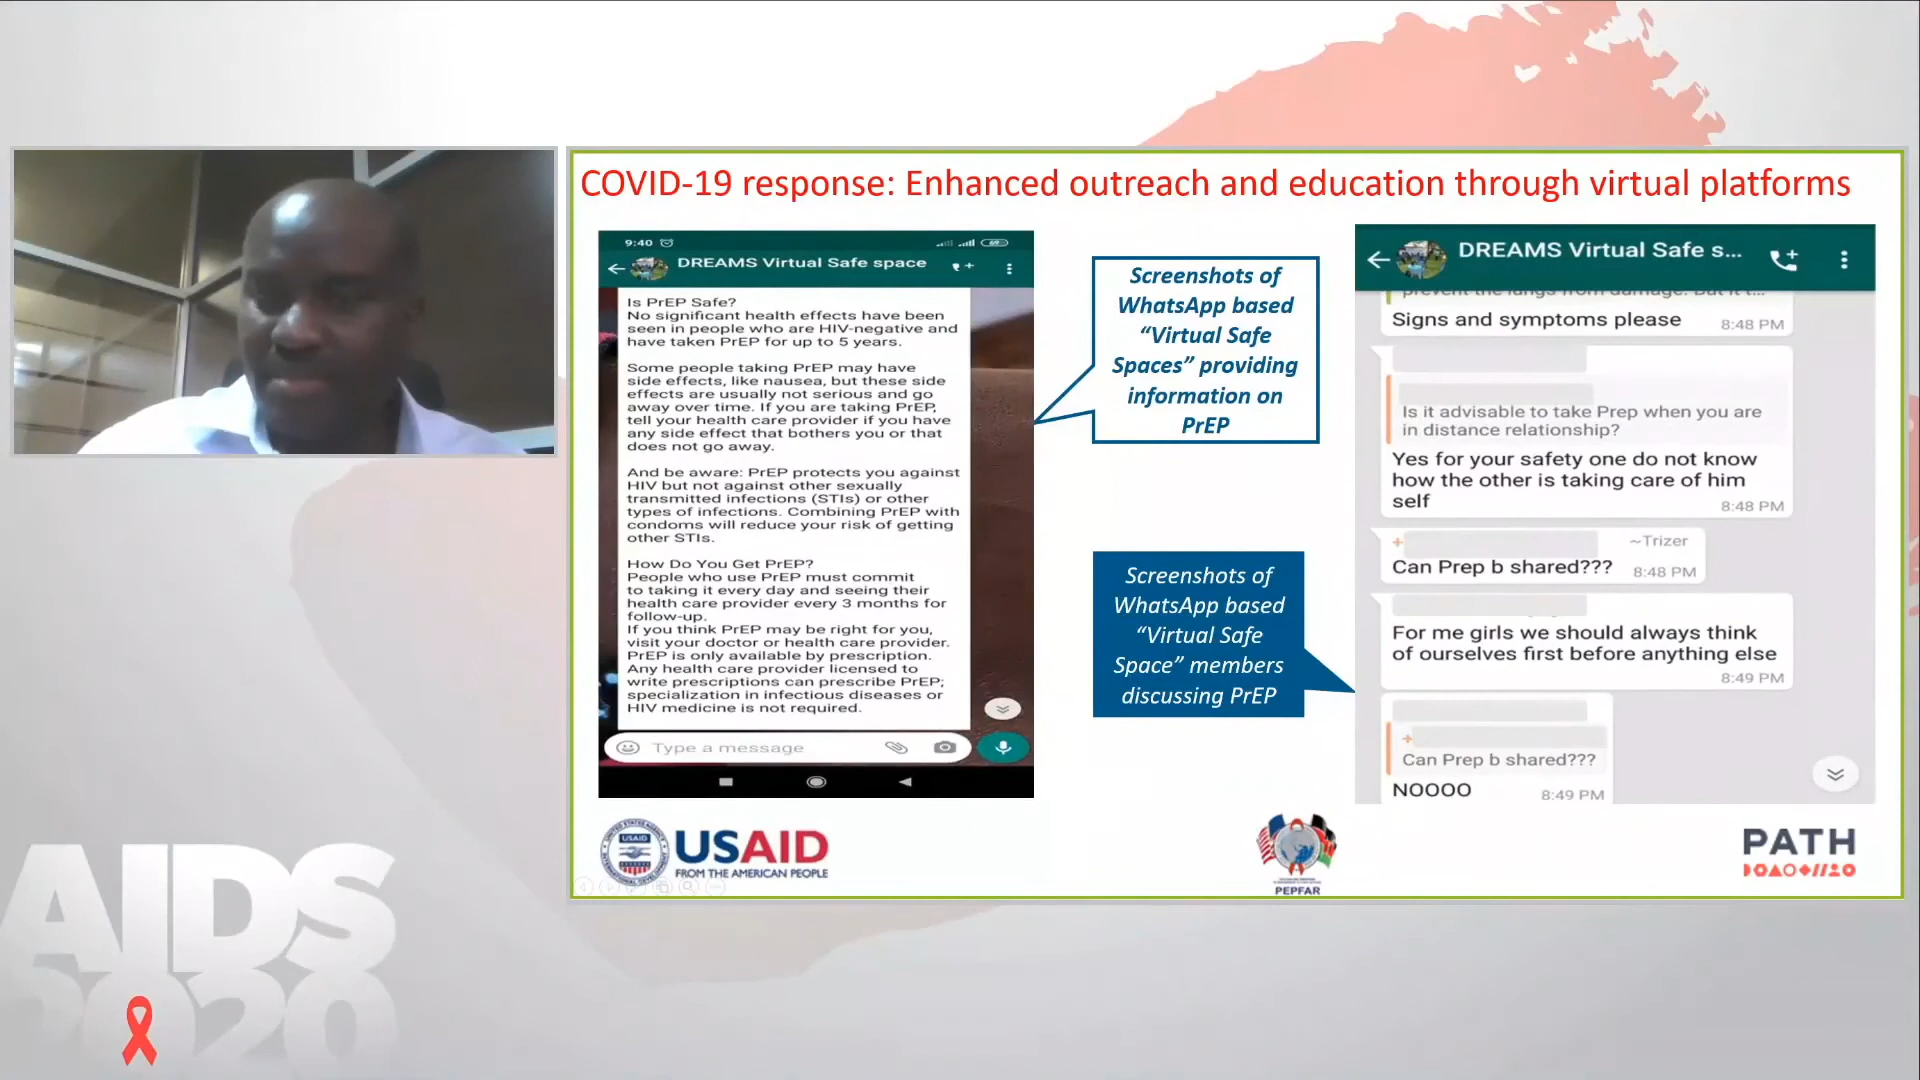 COVID-19 response: Enhanced outreach and education through virtual platforms
9:40
DREAMS Virtual Safe space
Is PrEP Safe?
No significant health effects have been
seen in people who are HIV-negative and
have taken PrEP for up to 5 years.
Some people taking PrEP may have
side effects, like nausea, but these side
effects are usually not serious and go
away over time. If you are taking PrEP,
tell your health care provider if you have
any side effect that bothers you or that
does not go away.
And be aware: PrEP protects you against
HIV but not against other sexually
transmitted infections (STIs) or other
types of infections. Combining PrEP with
condoms will reduce your risk of getting
other STIs.
How Do You Get PrEP?
People who use PrEP must commit
to taking it every day and seeing their
health care provider every 3 months for
follow-up.
If you think PrEP may be right for you,
visit your doctor or health care provider.
PrEP is only available by prescription.
Any health care provider licensed to
write prescriptions can prescribe PrEP;
specialization in infectious diseases or
HIV medicine is not required.
Type a message
Screenshots of
WhatsApp based
“Virtual Safe
Spaces” providing
information on
PrEP
Screenshots of
WhatsApp based
“Virtual Safe
Space” members
discussing PrEP
DREAMS Virtual Safe s...
prevent the lungs from damage. But it t...
Signs and symptoms please
8:48 PM
Is it advisable to take Prep when you are
in distance relationship?
Yes for your safety one do not know
how the other is taking care of him
self
8:48 PM
~Trizer
Can Prep b shared???
8:48 PM
For me girls we should always think
of ourselves first before anything else
8:49 PM
Can Prep b shared???
NOOOO
8:49 PM
USAID
USAID
FROM THE AMERICAN PEOPLE
PEPFAR
PATH
AIDS
2020